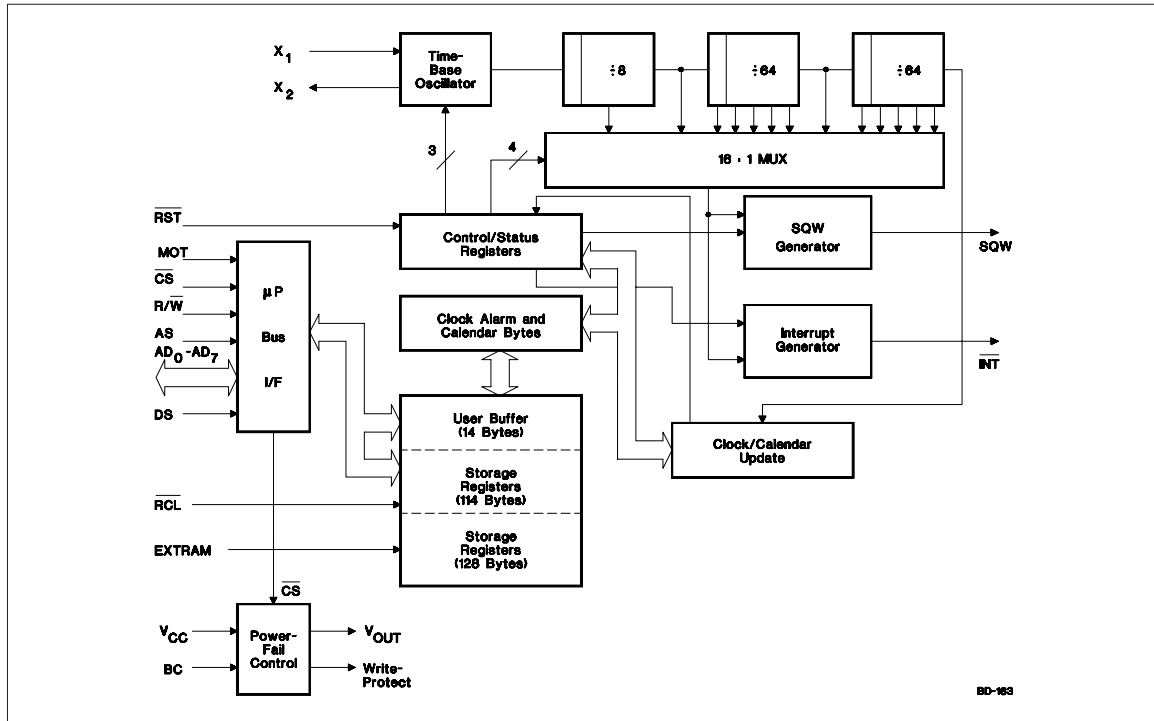 X1
X2
Time-
Base
Oscillator
÷8
÷64
÷64
3
4
16 : 1 MUX
RST
Control/Status
Registers
SQW
Generator
SQW
MOT
CS
R/W
AS
AD0-AD7
DS
µP
Bus
I/F
Clock Alarm and
Calendar Bytes
Interrupt
Generator
INT
User Buffer
(14 Bytes)
Clock/Calendar
Update
Storage
Registers
(114 Bytes)
RCL
Storage
Registers
(128 Bytes)
EXTRAM
CS
VCC
BC
Power-
Fail
Control
VOUT
Write-
Protect
BD-163